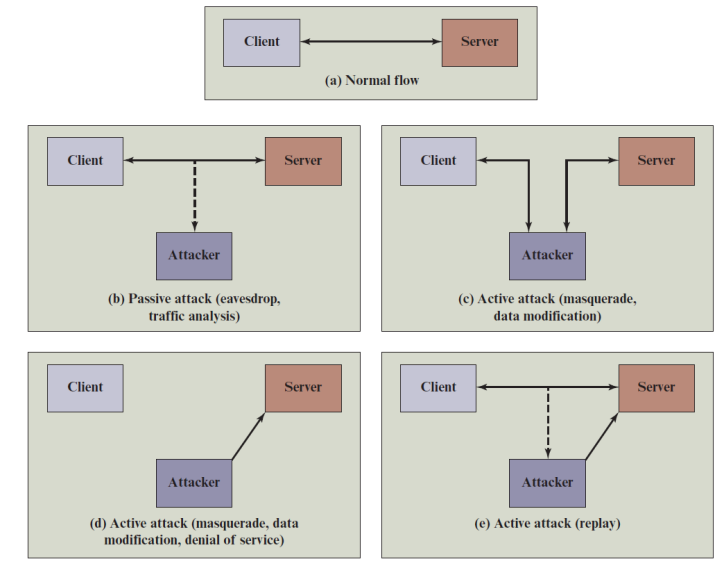 Client
Server
(a) Normal flow
Client
Server
Attacker
(b) Passive attack (eavesdrop,
traffic analysis)
Client
Server
Attacker
(c) Active attack (masquerade,
data modification)
Client
Server
Attacker
(d) Active attack (masquerade, data
modification, denial of service)
Client
Server
Attacker
(e) Active attack (replay)